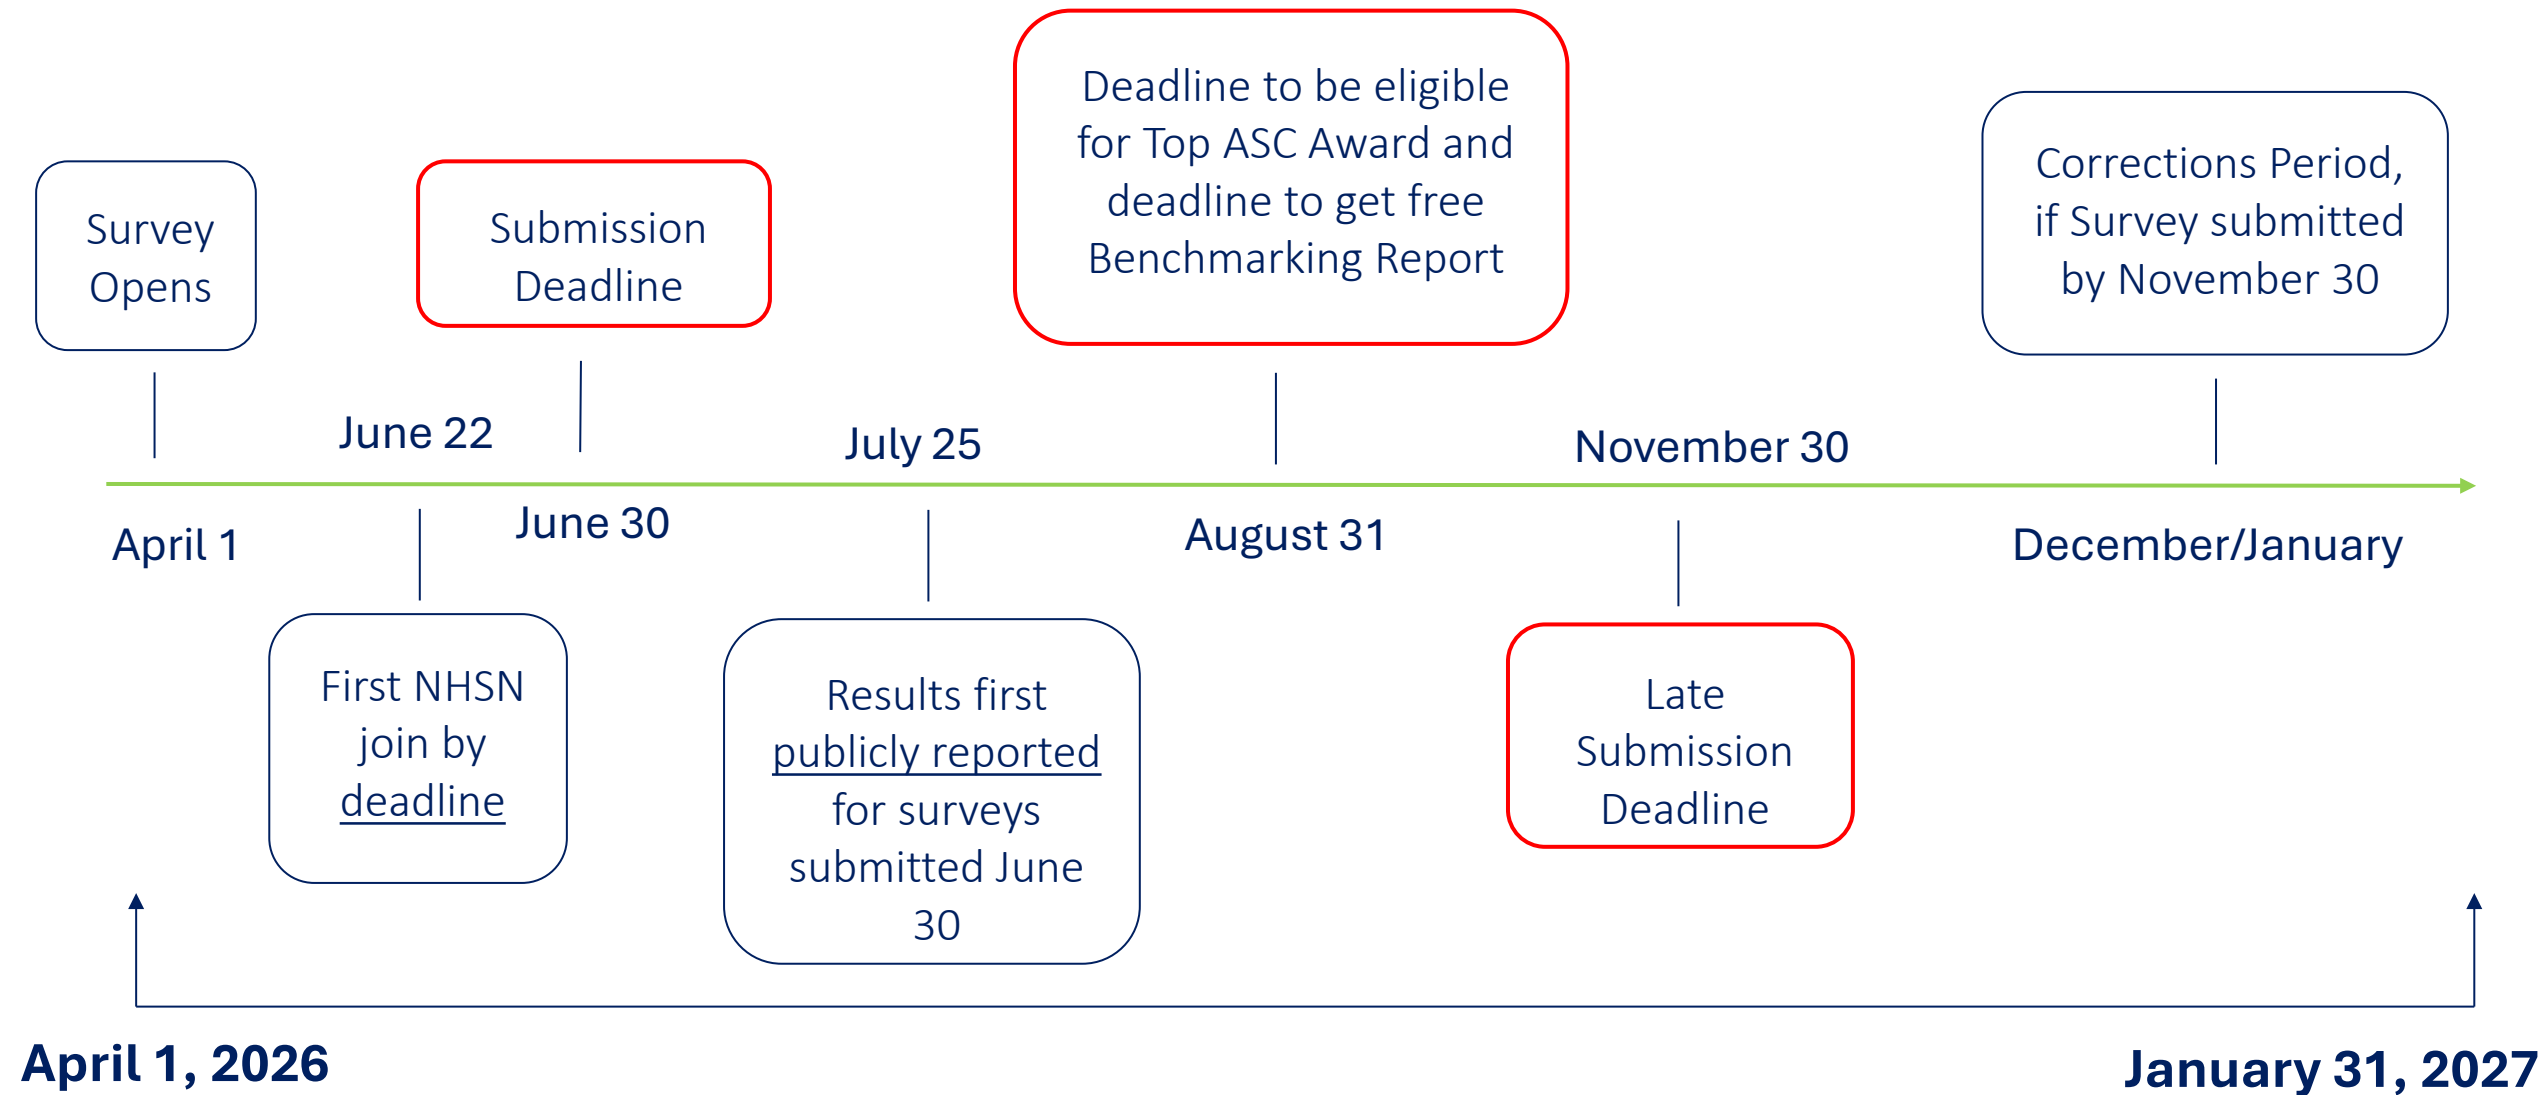 Survey
Opens
Submission
Deadline
Deadline to be eligible
for Top ASC Award and
deadline to get free
Benchmarking Report
Corrections Period,
if Survey submitted
by November 30
June 22
July 25
November 30
April 1
June 30
August 31
December/January
First NHSN
join by
deadline
Results first
publicly reported
for surveys
submitted June
30
Late
Submission
Deadline
April 1, 2026
January 31, 2027